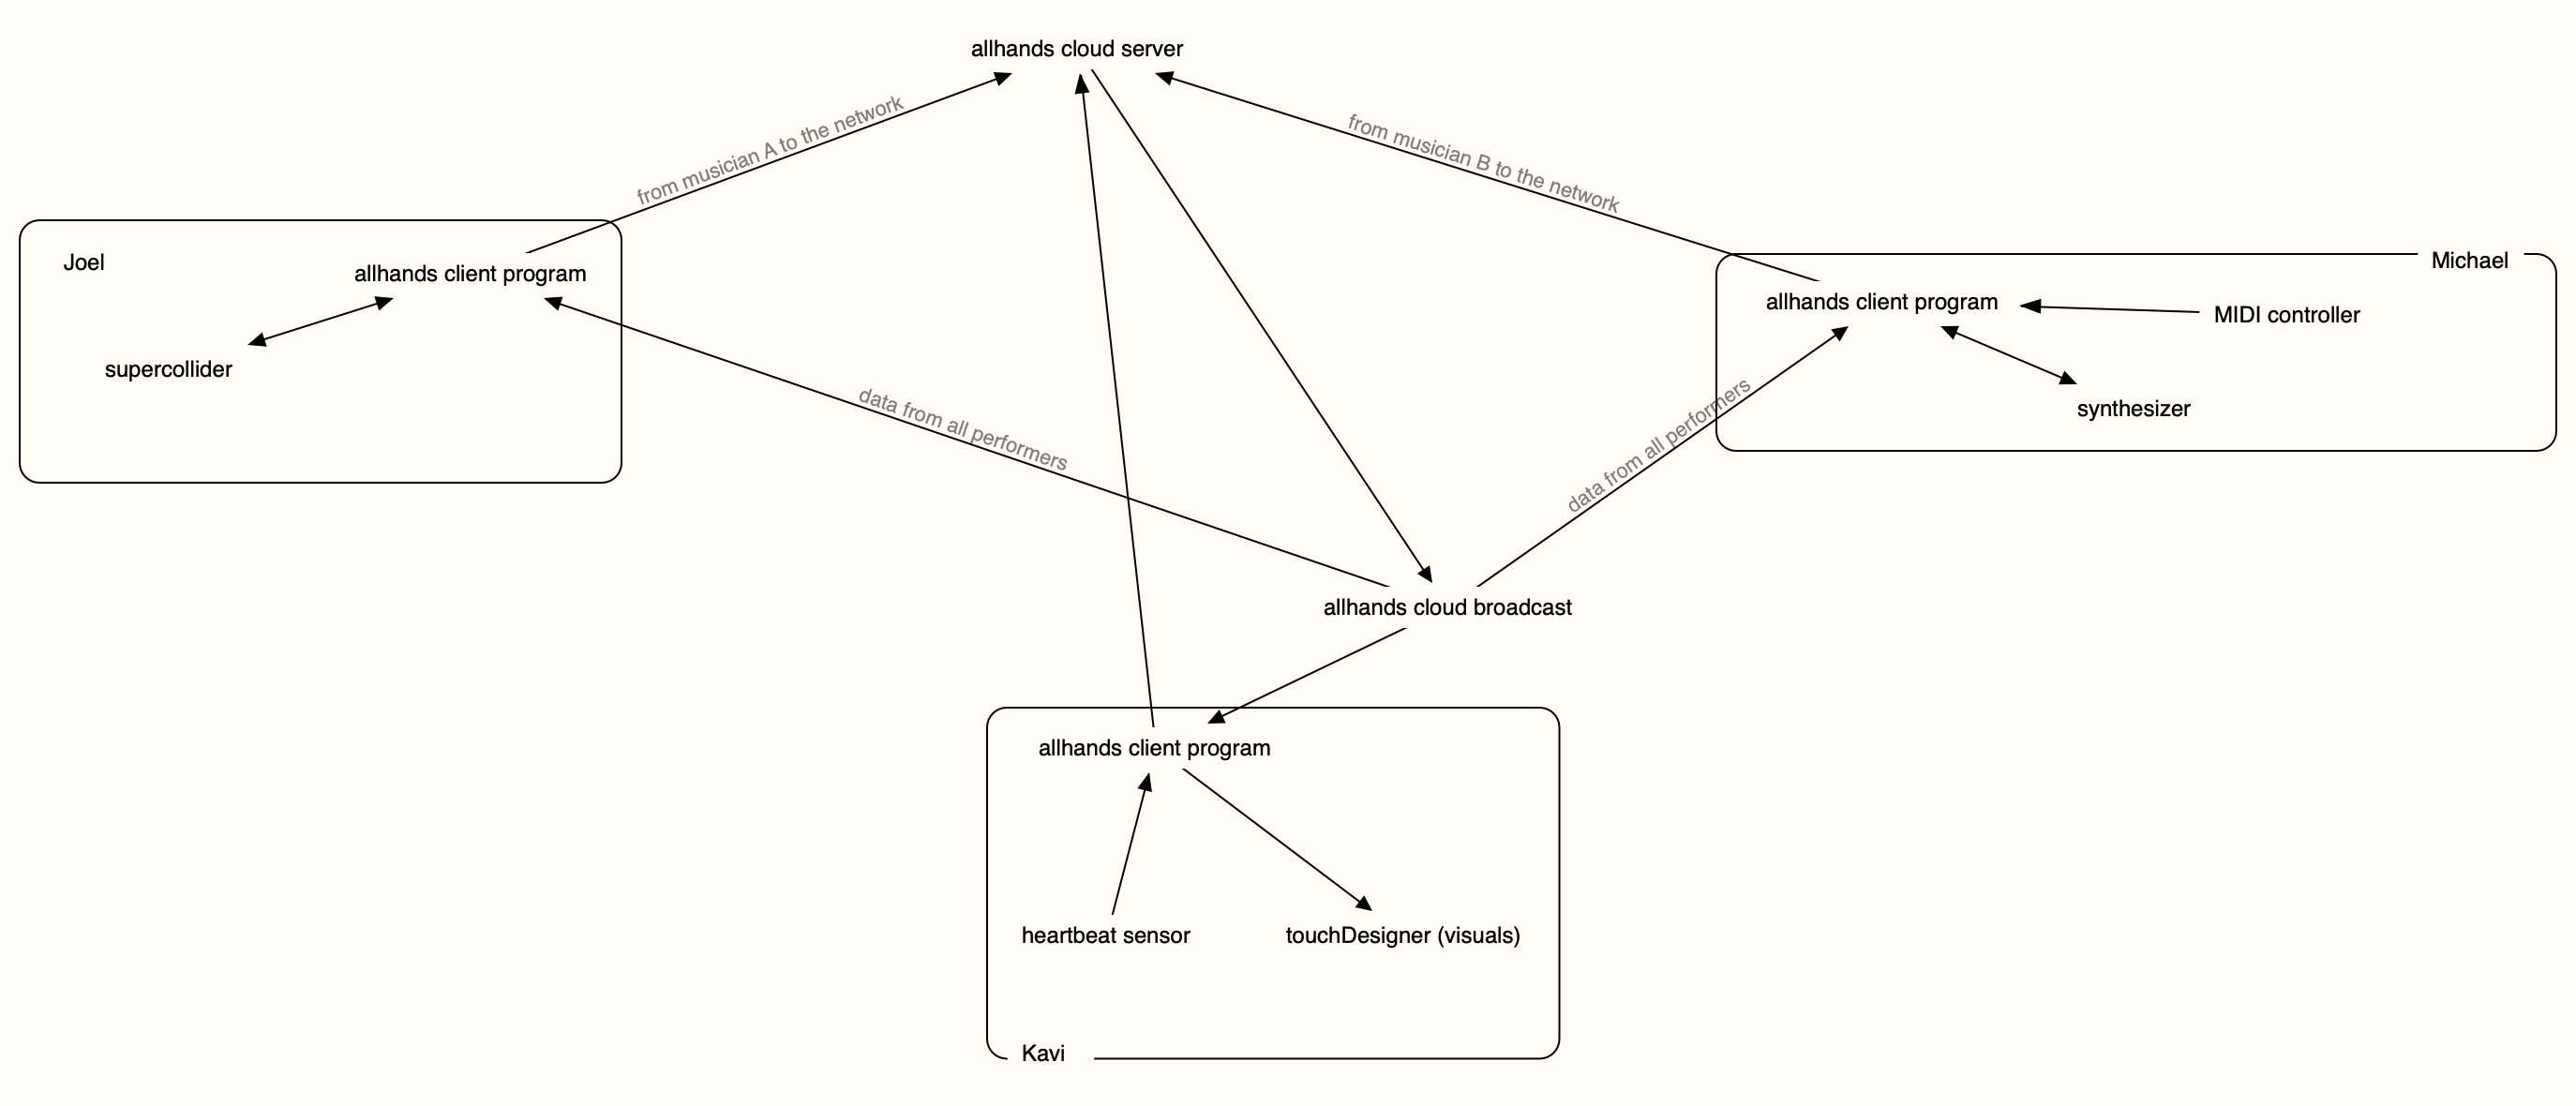 allhands cloud server
from musician A to the network
from musician B to the network
Joel
allhands client program
supercollider
Michael
allhands client program
MIDI controller
synthesizer
data from all performers
data from all performers
allhands cloud broadcast
allhands client program
heartbeat sensor
touchDesigner (visuals)
Kavi